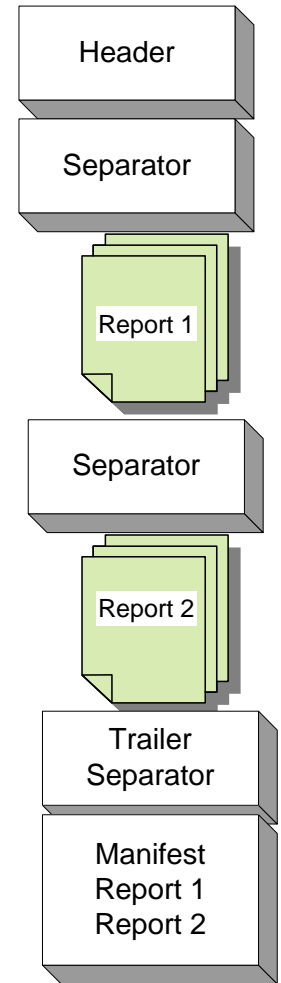 Header
Separator
Report 1
Separator
Report 2
Trailer
Separator
Manifest
Report 1
Report 2